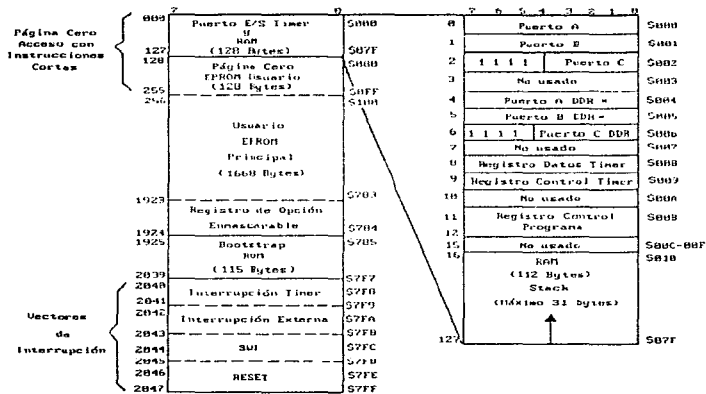 7 0
000
Puerto E/S Timer
y
RAM
(128 Bytes)
$000
127
$07F
128
Página Cero
EPROM Usuario
(128 Bytes)
$080
255
$0FF
256
$100
Usuario
EPROM
Principal
(1668 Bytes)
1923
$783
Registro de Opción
Enmascarable
1924
$784
1925
$785
Bootstrap
ROM
(115 Bytes)
2039
$7F7
2040
Interrupción Timer
$7F8
2041
$7F9
2042
Interrupción Externa
$7FA
2043
$7FB
2044
SWI
$7FC
2045
$7FD
2046
RESET
$7FE
2047
$7FF
Página Cero
Acceso con
Instrucciones
Cortas
Vectores
de
Interrupción
7 6 5 4 3 2 1 0
0 Puerto A $000
1 Puerto B $001
2 1 1 1 1 Puerto C $002
3 No usado $003
4 Puerto A DDR * $004
5 Puerto B DDR * $005
6 1 1 1 1 Puerto C DDR $006
7 No usado $007
8 Registro Datos Timer $008
9 Registro Control Timer $009
10 No usado $00A
11 Registro Control $00B
12 Programa
15 No usado $00C-00F
16 RAM $010
(112 Bytes)
Stack
(Máximo 31 bytes)
127 $07F